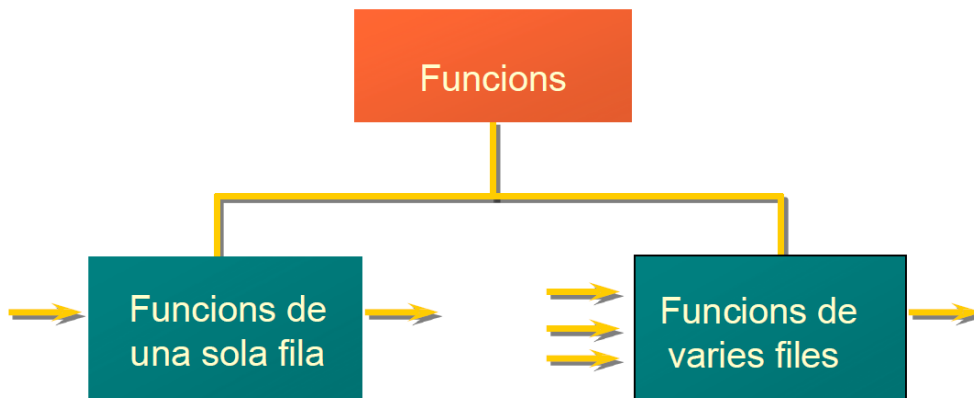 Funcions
Funcions de
una sola fila
Funcions de
varies files